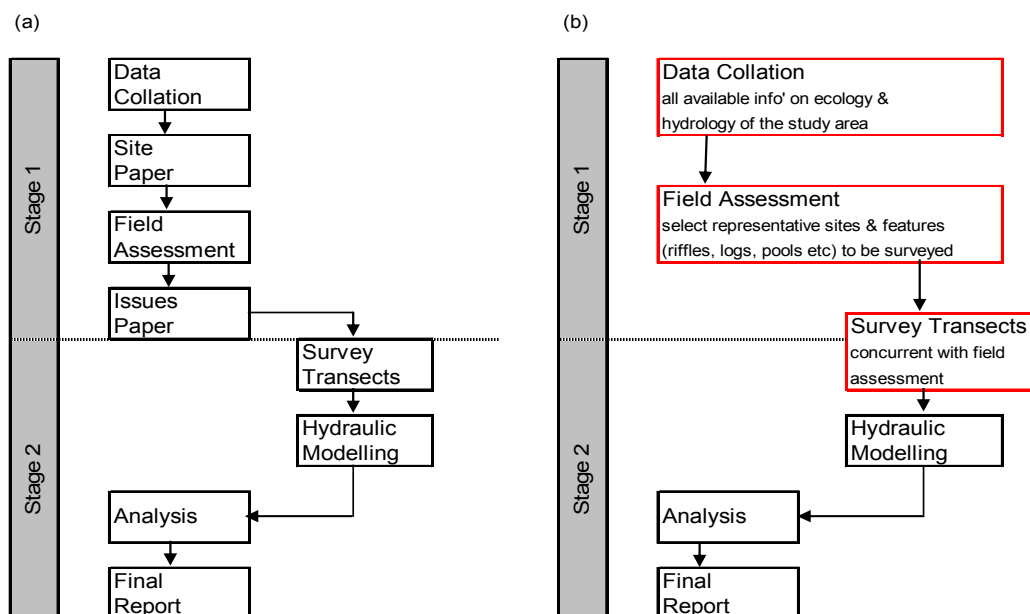 (a)
Stage 1
Stage 2
Data
Collation
Site
Paper
Field
Assessment
Issues
Paper
Survey
Transects
Hydraulic
Modelling
Analysis
Final
Report
(b)
Stage 1
Stage 2
Data Collation
all available info' on ecology &
hydrology of the study area
Field Assessment
select representative sites & features
(riffles, logs, pools etc) to be surveyed
Survey Transects
concurrent with field
assessment
Hydraulic
Modelling
Analysis
Final
Report